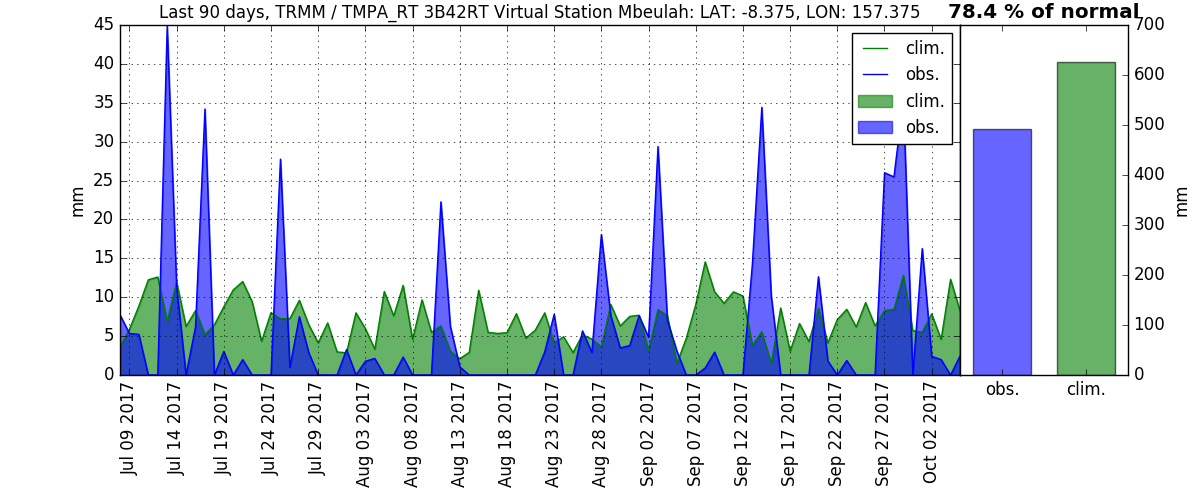 Last 90 days, TRMM / TMPA_RT 3B42RT Virtual Station Mbeulah: LAT: -8.375, LON: 157.375
78.4 % of normal
45
40
35
30
25
20
15
10
5
0
mm
clim.
obs.
clim.
obs.
700
600
500
400
300
200
100
0
mm
obs.
clim.
Jul 09 2017
Jul 14 2017
Jul 19 2017
Jul 24 2017
Jul 29 2017
Aug 03 2017
Aug 08 2017
Aug 13 2017
Aug 18 2017
Aug 23 2017
Aug 28 2017
Sep 02 2017
Sep 07 2017
Sep 12 2017
Sep 17 2017
Sep 22 2017
Sep 27 2017
Oct 02 2017